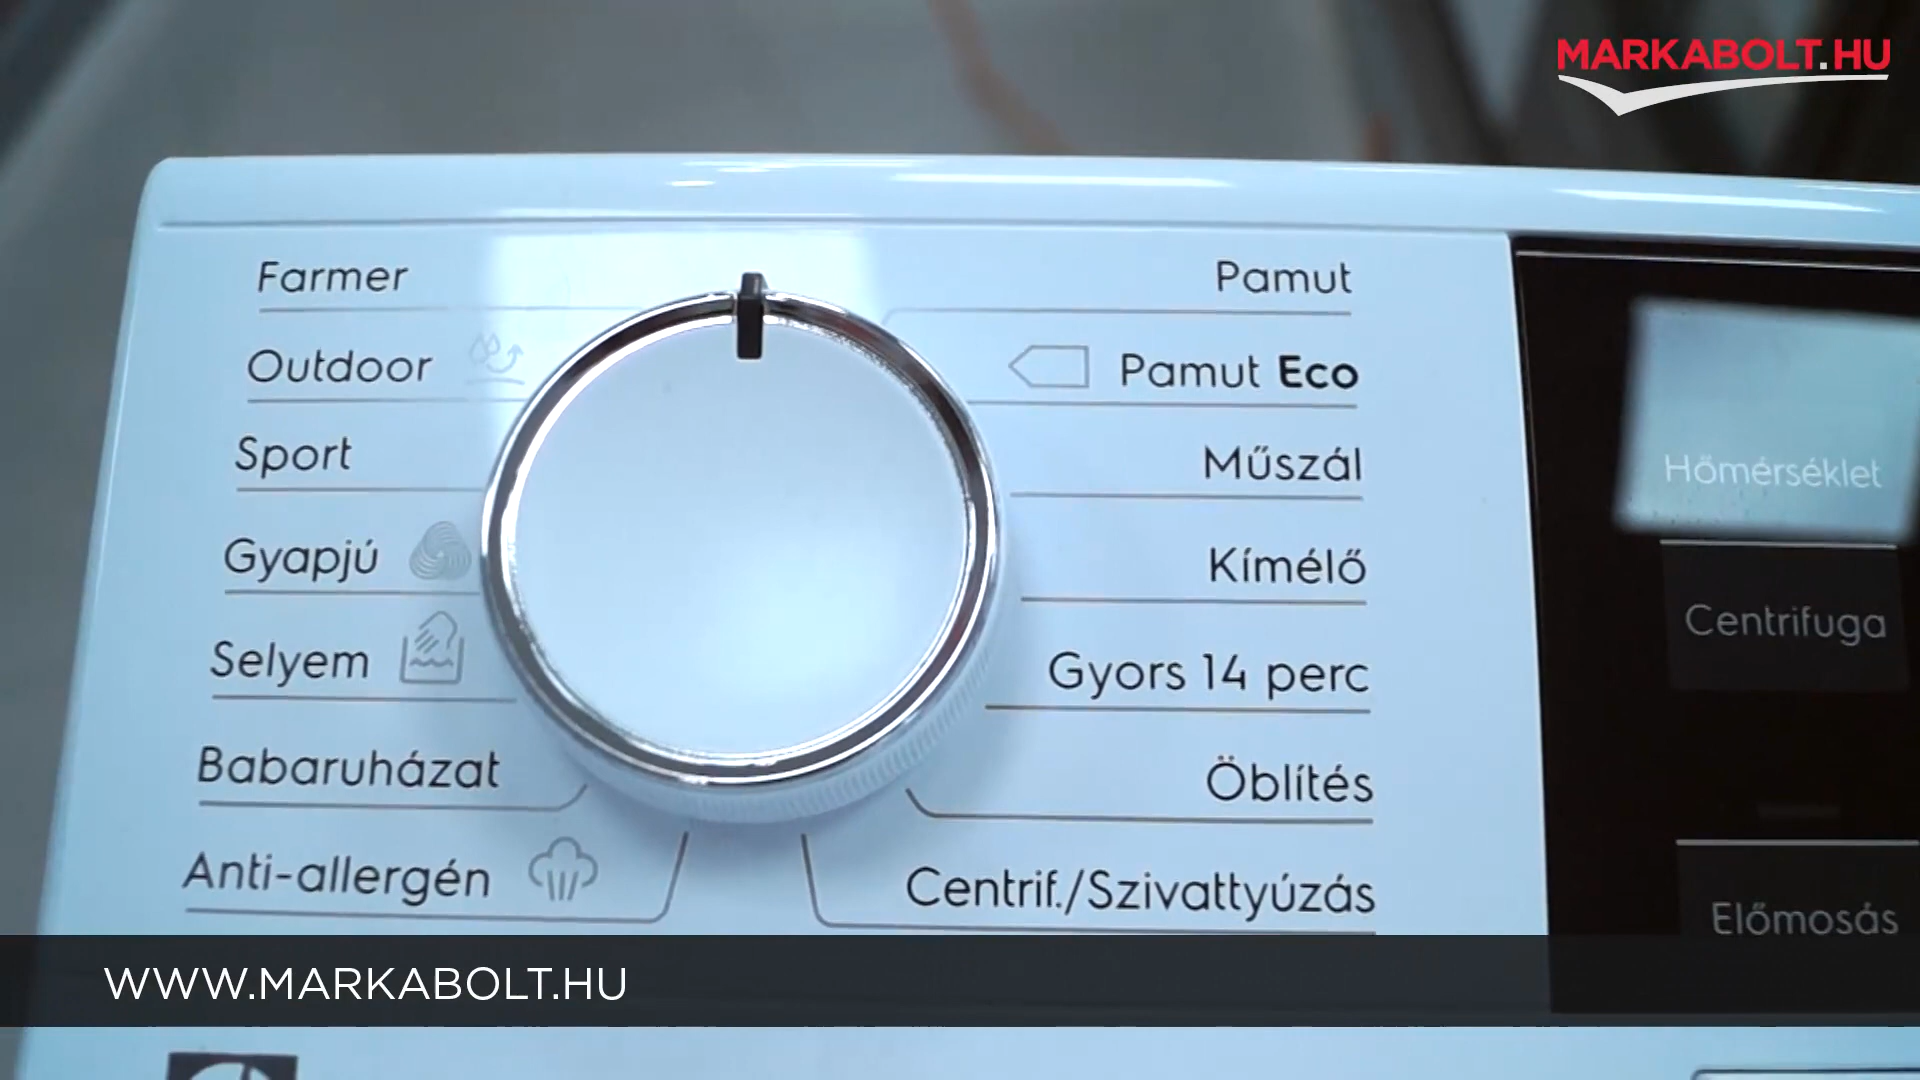 MARKABOLT.HU
Farmer
Outdoor
Sport
Gyapjú
Selyem
Babaruházat
Anti-allergén
Pamut
Pamut Eco
Műszál
Kímélő
Gyors 14 perc
Öblítés
Centrif./Szivattyúzás
Hőmérséklet
Centrifuga
Előmosás
WWW.MARKABOLT.HU